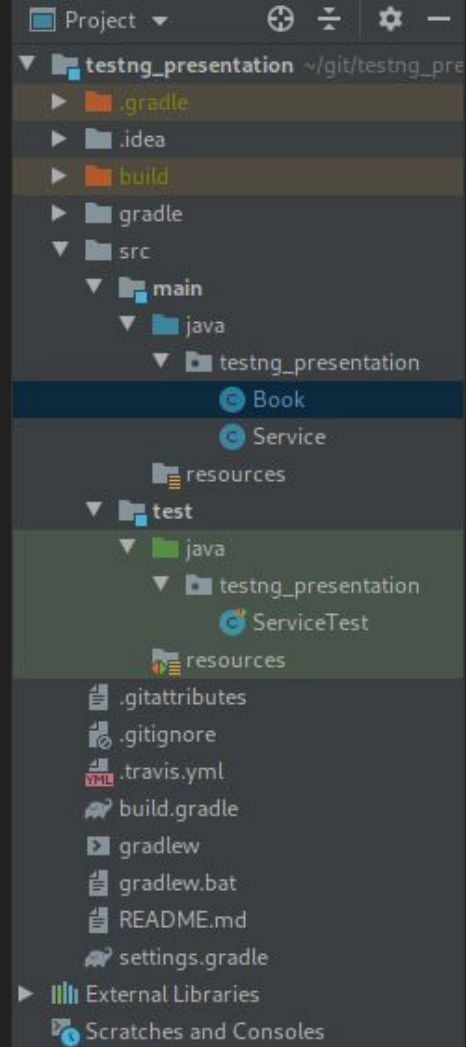 Project
testng_presentation ~/git/testng_pre
.gradle
.idea
build
gradle
src
main
java
testng_presentation
Book
Service
resources
test
java
testng_presentation
ServiceTest
resources
.gitattributes
.gitignore
.travis.yml
build.gradle
gradlew
gradlew.bat
README.md
settings.gradle
External Libraries
Scratches and Consoles